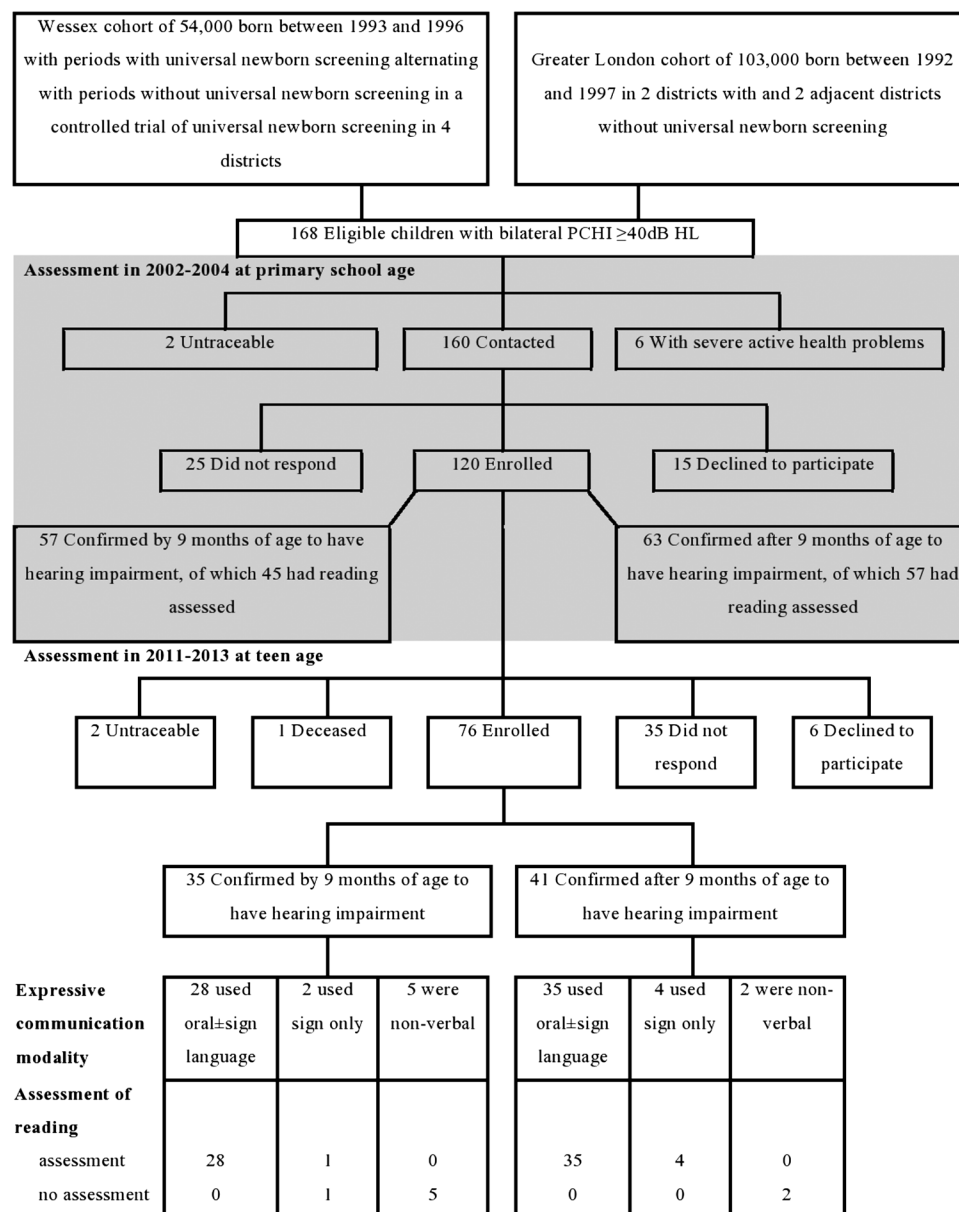 Wessex cohort of 54,000 born between 1993 and 1996
with periods with universal newborn screening alternating
with periods without universal newborn screening in a
controlled trial of universal newborn screening in 4
districts
Greater London cohort of 103,000 born between 1992
and 1997 in 2 districts with and 2 adjacent districts
without universal newborn screening
168 Eligible children with bilateral PCHI ≥40dB HL
Assessment in 2002-2004 at primary school age
2 Untraceable
160 Contacted
6 With severe active health problems
25 Did not respond
120 Enrolled
15 Declined to participate
57 Confirmed by 9 months of age to have
hearing impairment, of which 45 had reading
assessed
63 Confirmed after 9 months of age to
have hearing impairment, of which 57 had
reading assessed
Assessment in 2011-2013 at teen age
2 Untraceable
1 Deceased
76 Enrolled
35 Did not
respond
6 Declined to
participate
35 Confirmed by 9 months of age to
have hearing impairment
41 Confirmed after 9 months of age to
have hearing impairment
Expressive
communication
modality
28 used
oral±sign
language
2 used
sign only
5 were
non-verbal
35 used
oral±sign
language
4 used
sign only
2 were non-
verbal
Assessment of
reading
assessment 28 1 0 35 4 0
no assessment 0 1 5 0 0 2